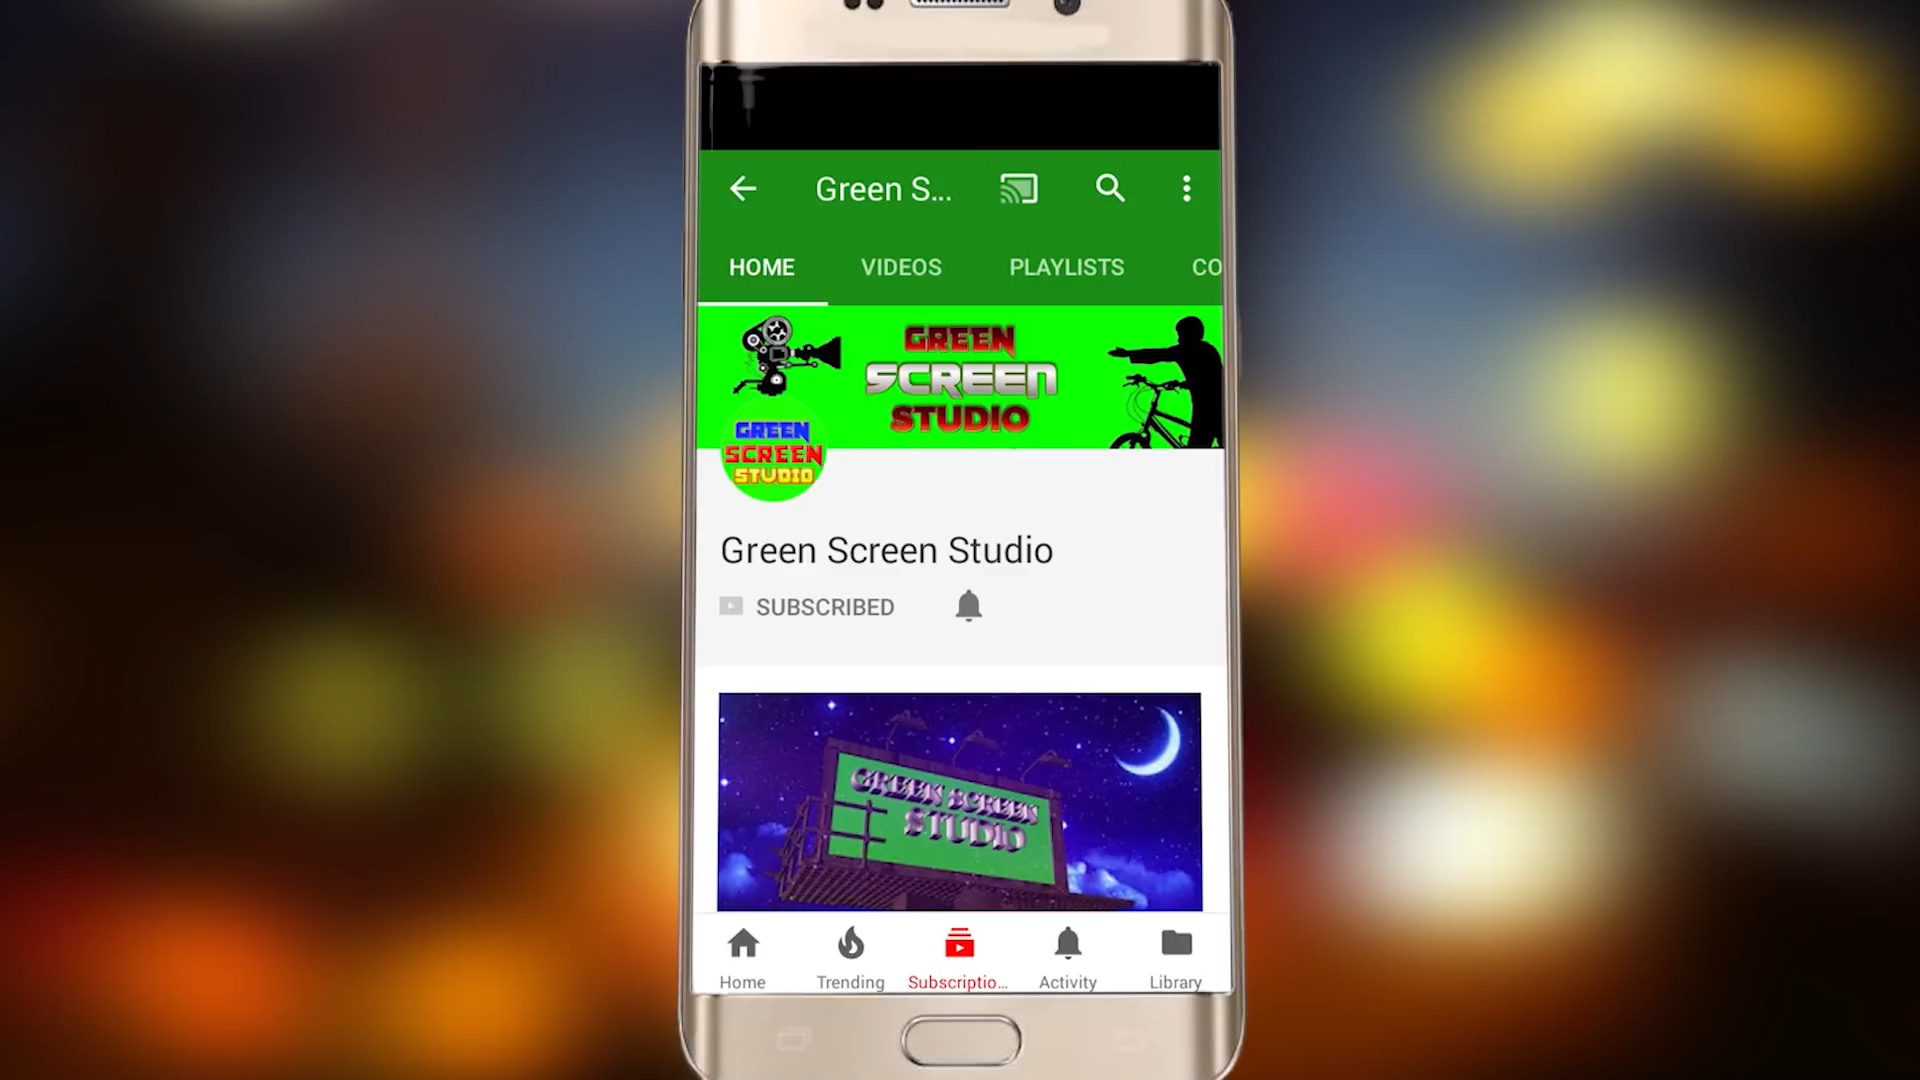 Green S...
HOME VIDEOS PLAYLISTS CO
GREEN
SCREEN
STUDIO
GREEN
SCREEN
STUDIO
Green Screen Studio
SUBSCRIBED
GREEN SCREEN
STUDIO
Home Trending Subscriptio... Activity Library